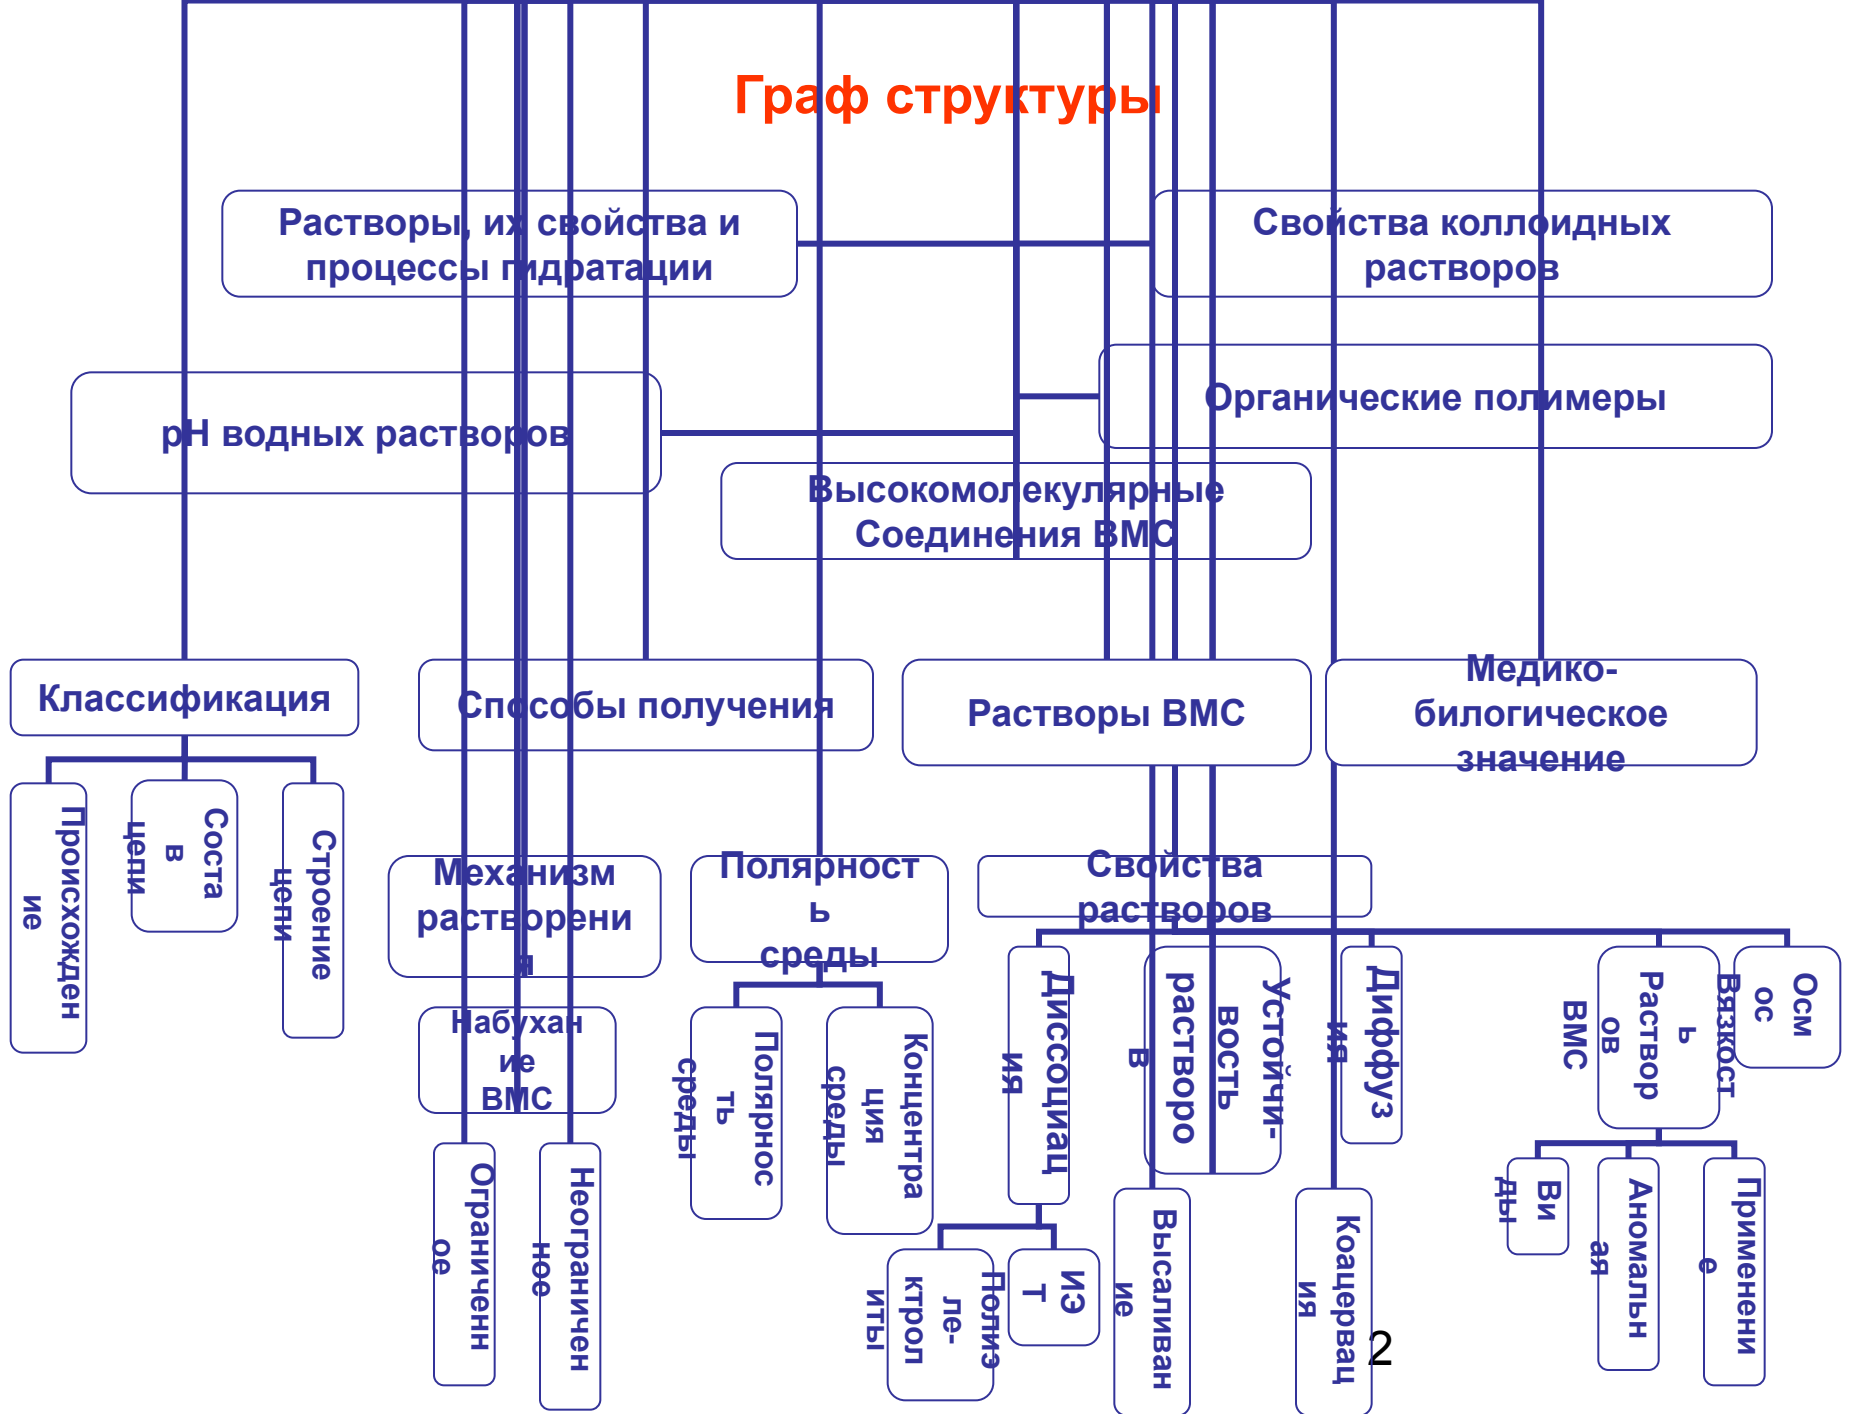 Граф структуры
Растворы, их свойства и
процессы гидратации
Свойства коллоидных
растворов
Органические полимеры
рН водных растворов
Высокомолекулярные
Соединения ВМС
Классификация
Способы получения
Растворы ВМС
Медико-
билогическое
значение
Происхожден
ие
Соста
в
цепи
Строение
цепи
Механизм
растворени
я
Полярност
ь
среды
Свойства
растворов
Набухан
ие
ВМС
Ограниченн
ое
Неограничен
ное
Полярнос
ть
среды
Концентра
ция
среды
Диссоциац
ия
Устойчи-
вость
растворо
в
Диффуз
ия
Вязкост
ь
Раствор
ов
ВМС
Осм
ос
Полиэ
ле-
ктрол
иты
ИЭ
Т
Высаливан
ие
Коацервац
ия
Ви
ды
Аномальн
ая
Применени
е
2